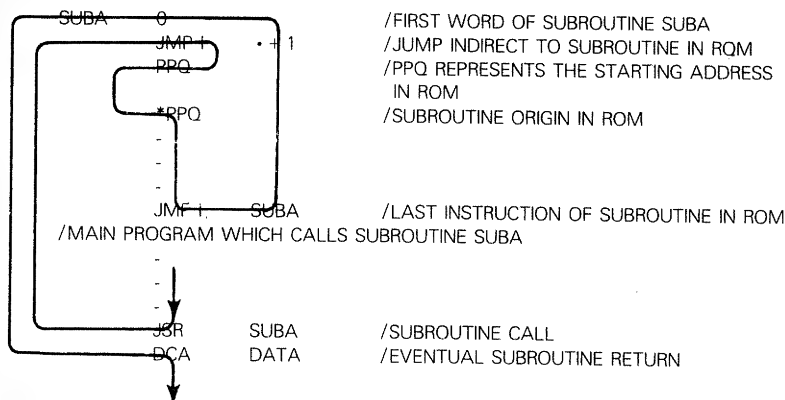 SUBA 0 /FIRST WORD OF SUBROUTINE SUBA
JMP I . + 1 /JUMP INDIRECT TO SUBROUTINE IN ROM
PPQ /PPQ REPRESENTS THE STARTING ADDRESS
IN ROM
*PPQ /SUBROUTINE ORIGIN IN ROM
-
-
-
JMP I. SUBA /LAST INSTRUCTION OF SUBROUTINE IN ROM
/MAIN PROGRAM WHICH CALLS SUBROUTINE SUBA
-
-
-
JSR SUBA /SUBROUTINE CALL
DCA DATA /EVENTUAL SUBROUTINE RETURN